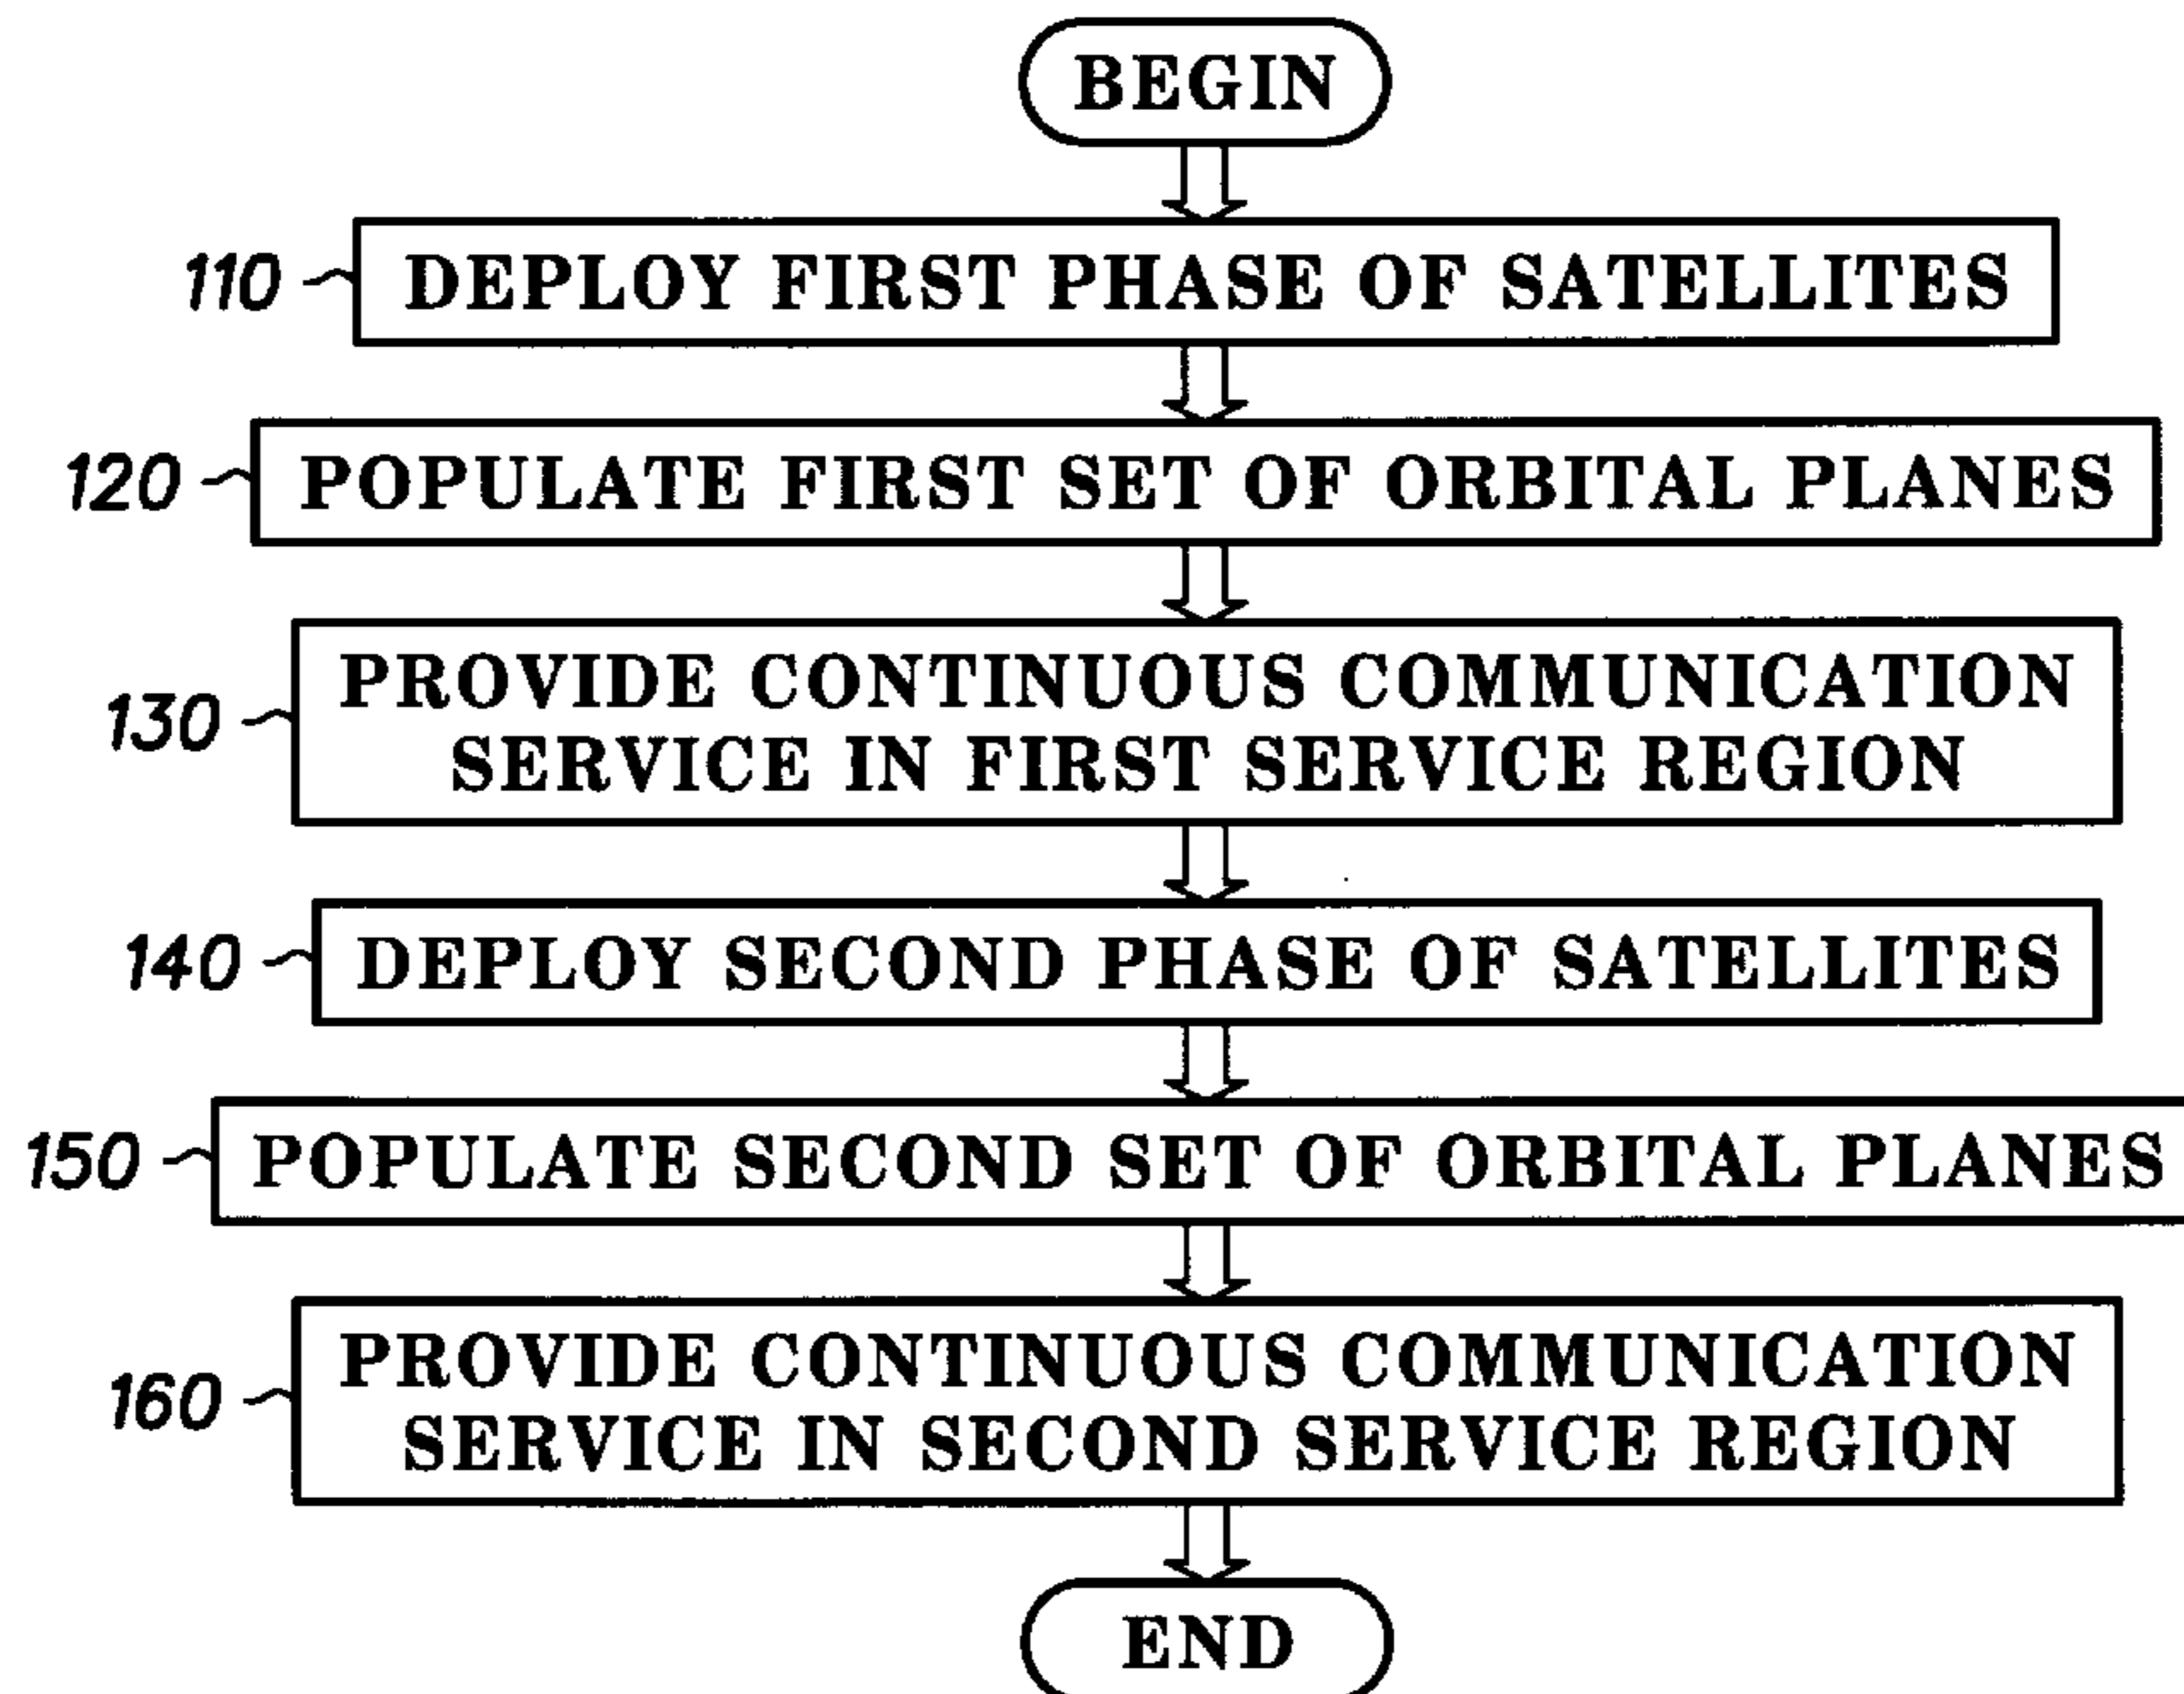 BEGIN
110 DEPLOY FIRST PHASE OF SATELLITES
120 POPULATE FIRST SET OF ORBITAL PLANES
130 PROVIDE CONTINUOUS COMMUNICATION
SERVICE IN FIRST SERVICE REGION
140 DEPLOY SECOND PHASE OF SATELLITES
150 POPULATE SECOND SET OF ORBITAL PLANES
160 PROVIDE CONTINUOUS COMMUNICATION
SERVICE IN SECOND SERVICE REGION
END